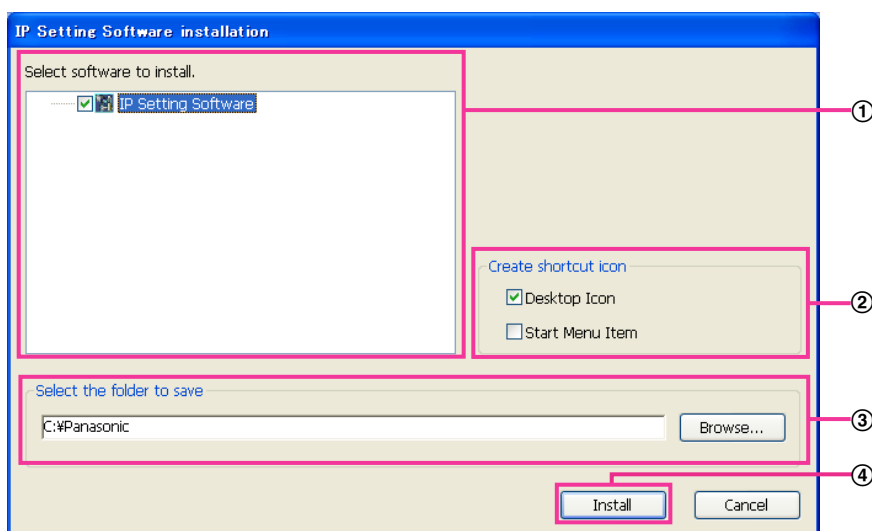 IP Setting Software installation
Select software to install.
IP Setting Software
①
Create shortcut icon
Desktop Icon
②
Start Menu Item
Select the folder to save
C:¥Panasonic
Browse...
③
④
Install
Cancel